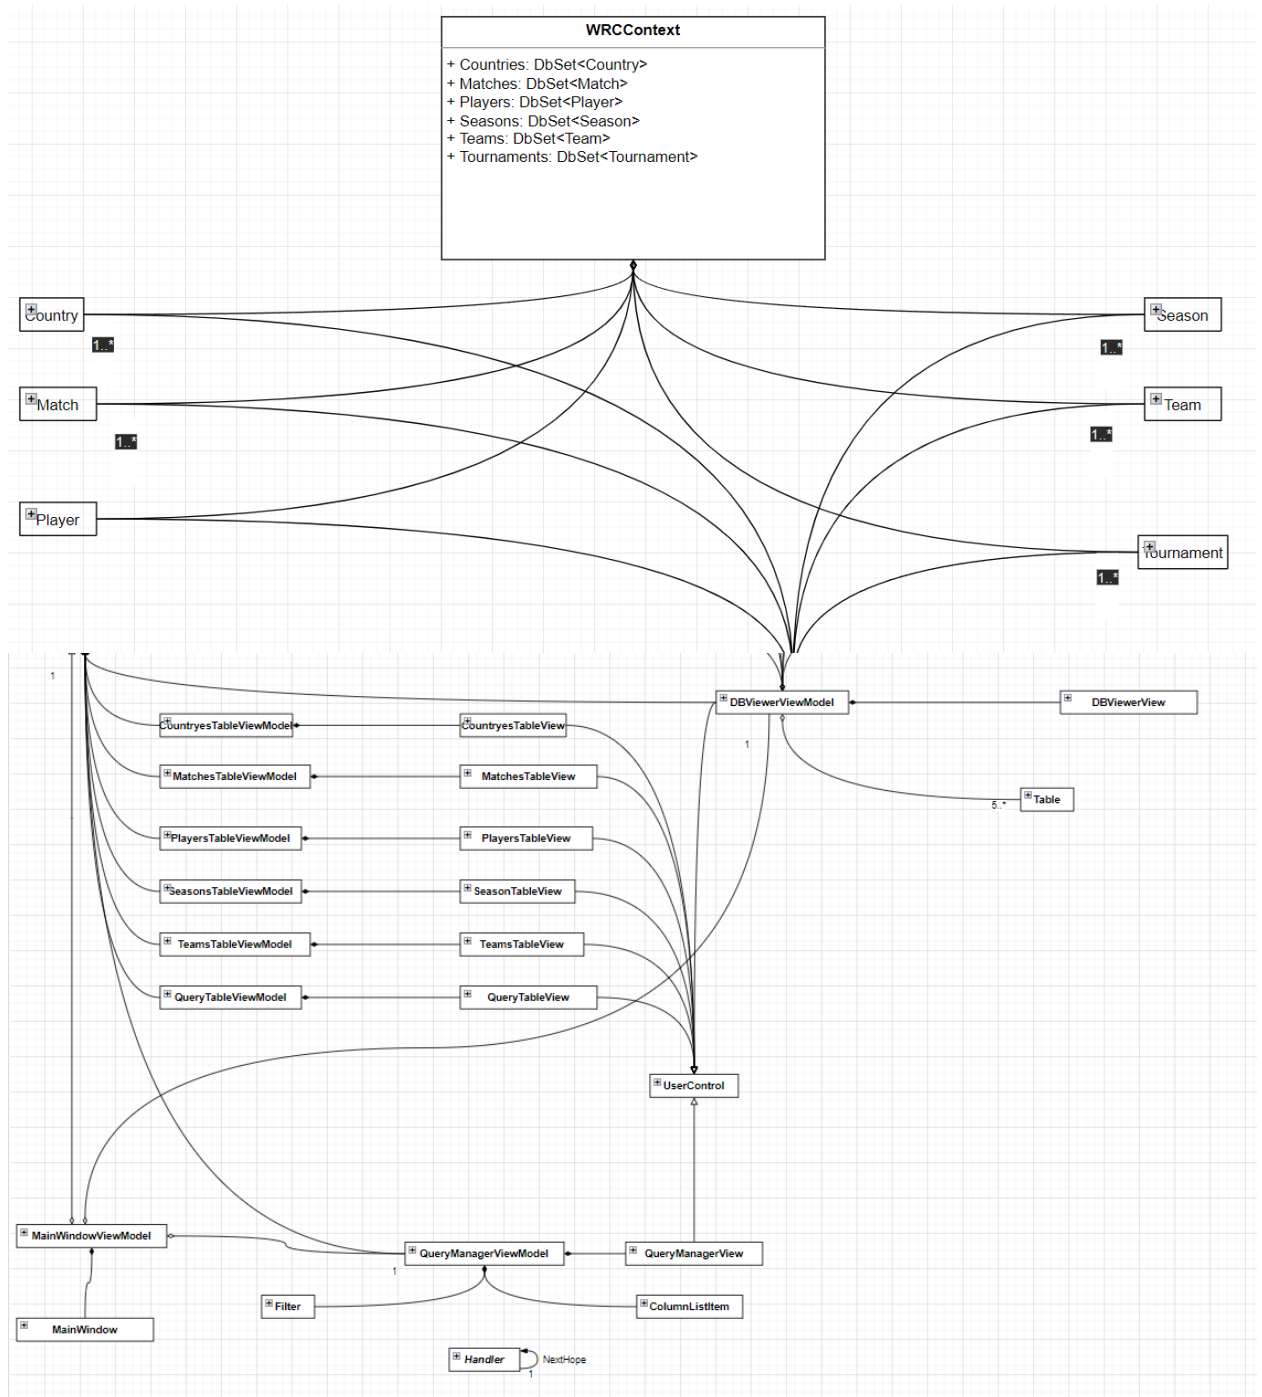 WRCContext
+ Countries: DbSet<Country>
+ Matches: DbSet<Match>
+ Players: DbSet<Player>
+ Seasons: DbSet<Season>
+ Teams: DbSet<Team>
+ Tournaments: DbSet<Tournament>
Country
Season
1..*
1..*
Match
Team
1..*
1..*
Player
Tournament
1..*
1
DBViewerViewModel
DBViewerView
CountryesTableViewModel
CountryesTableView
1
MatchesTableViewModel
MatchesTableView
Table
5..*
PlayersTableViewModel
PlayersTableView
SeasonsTableViewModel
SeasonTableView
TeamsTableViewModel
TeamsTableView
QueryTableViewModel
QueryTableView
UserControl
MainWindowViewModel
QueryManagerViewModel
QueryManagerView
1
Filter
ColumnListItem
MainWindow
Handler
NextHope
1